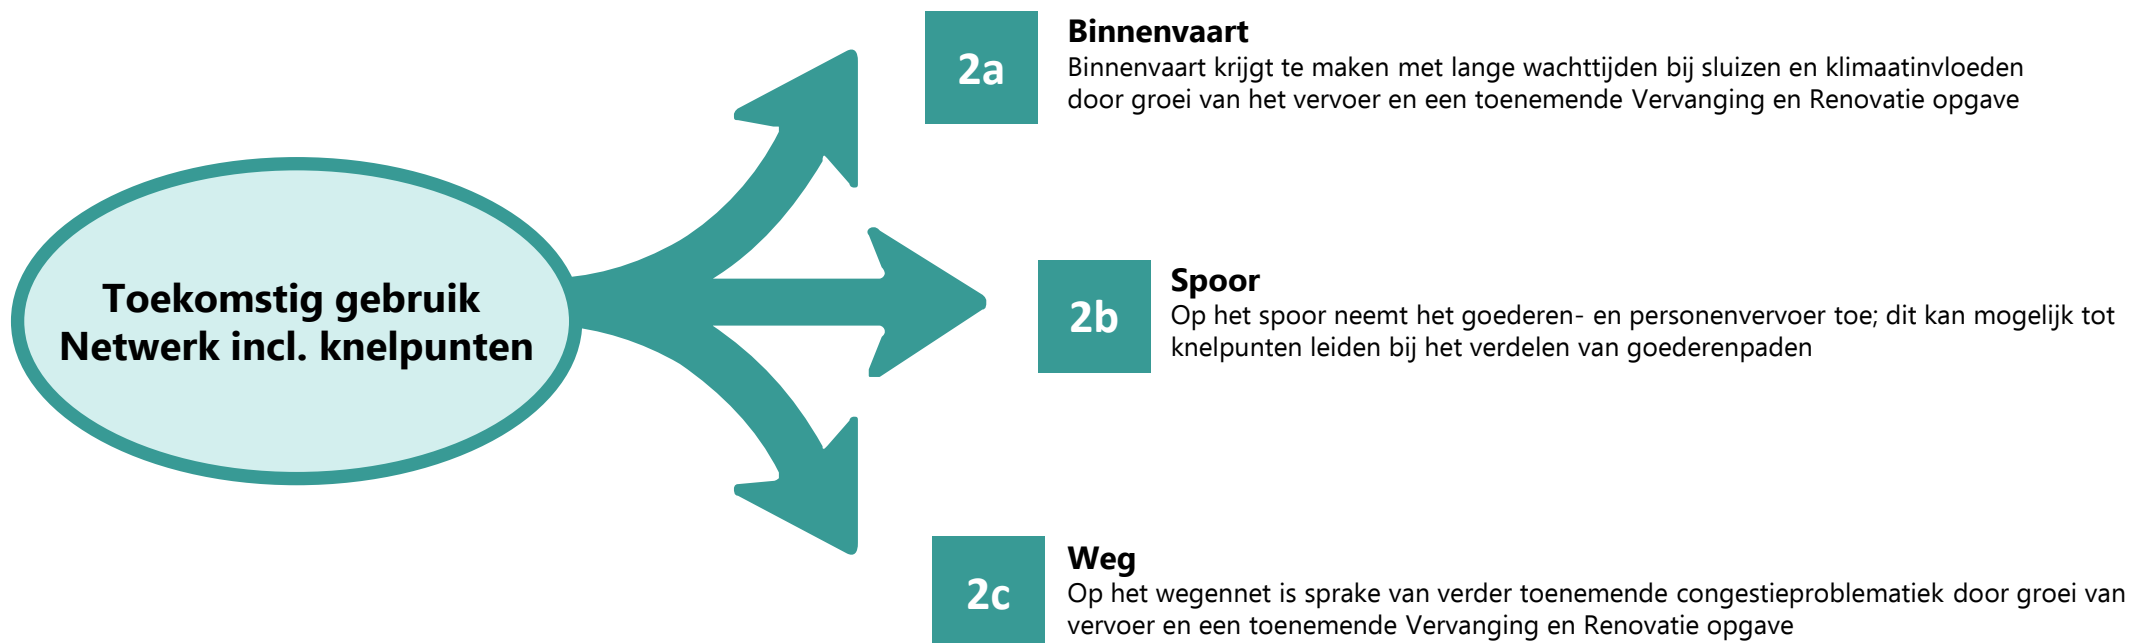 Toekomstig gebruik
Netwerk incl. knelpunten
2a
Binnenvaart
Binnenvaart krijgt te maken met lange wachttijden bij sluizen en klimaatinvloeden
door groei van het vervoer en een toenemende Vervanging en Renovatie opgave
2b
Spoor
Op het spoor neemt het goederen- en personenvervoer toe; dit kan mogelijk tot
knelpunten leiden bij het verdelen van goederenpaden
2c
Weg
Op het wegennet is sprake van verder toenemende congestieproblematiek door groei van
vervoer en een toenemende Vervanging en Renovatie opgave